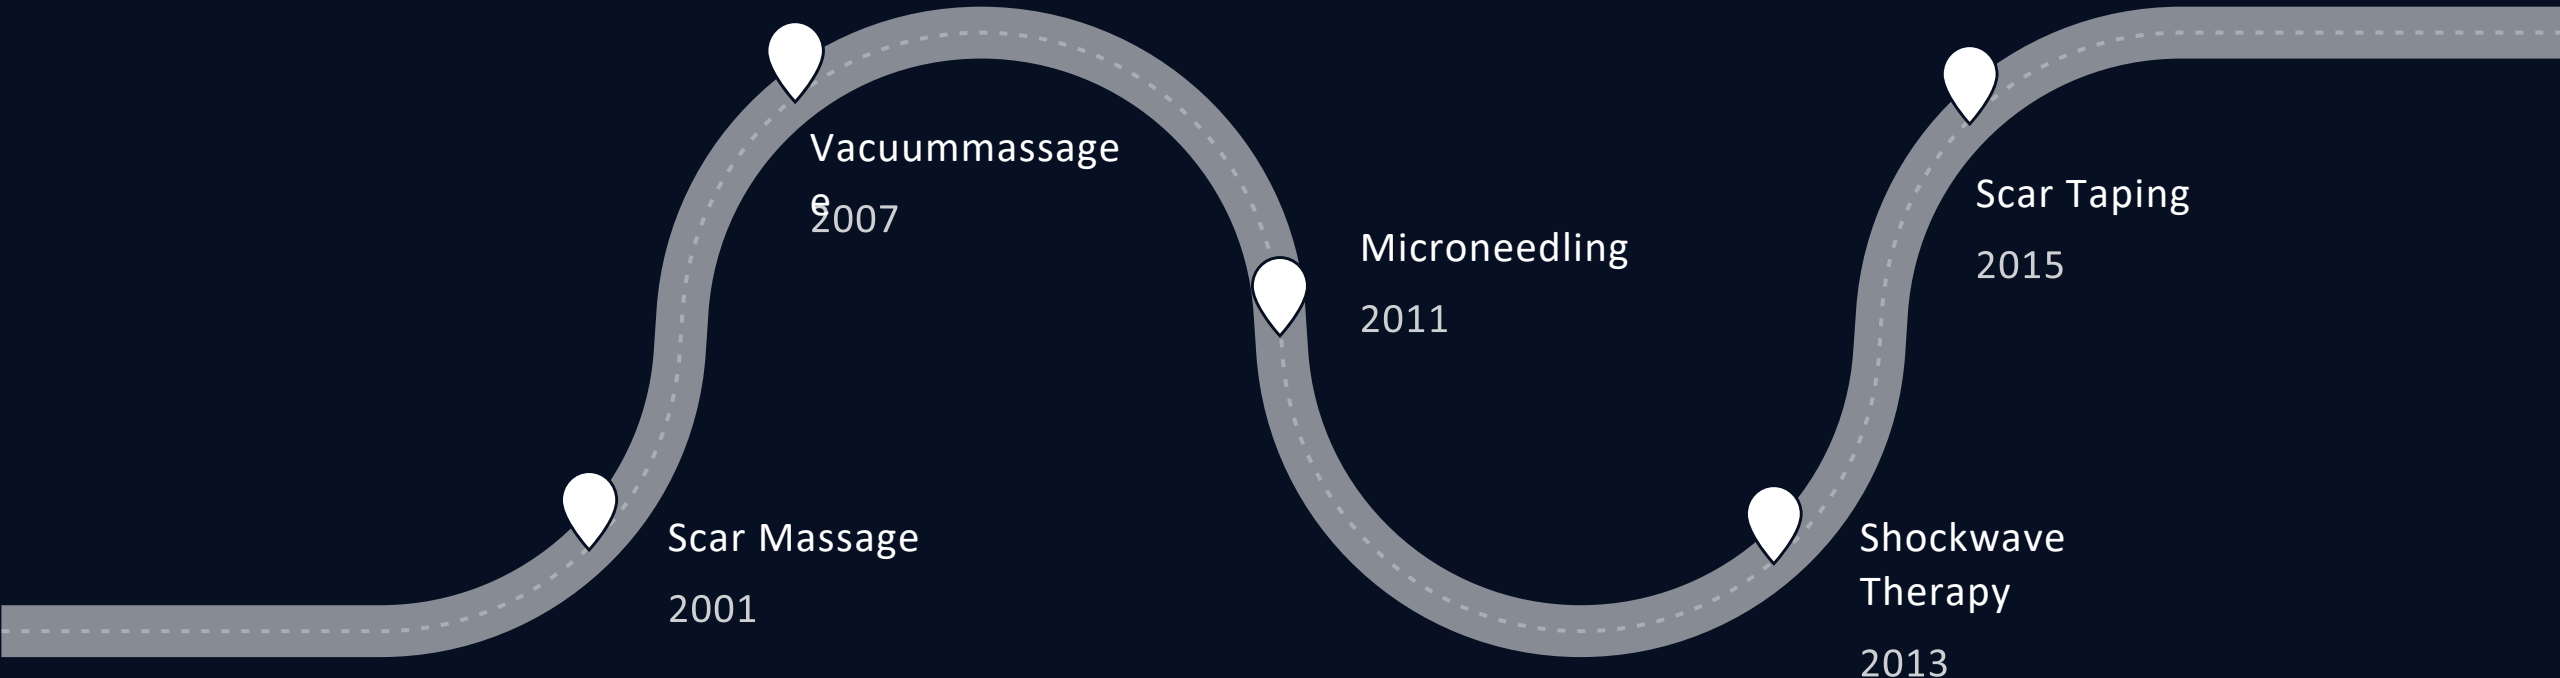 Vacuummassage
e
2007
Scar Taping
2015
Microneedling
2011
Scar Massage
2001
Shockwave
Therapy
2013